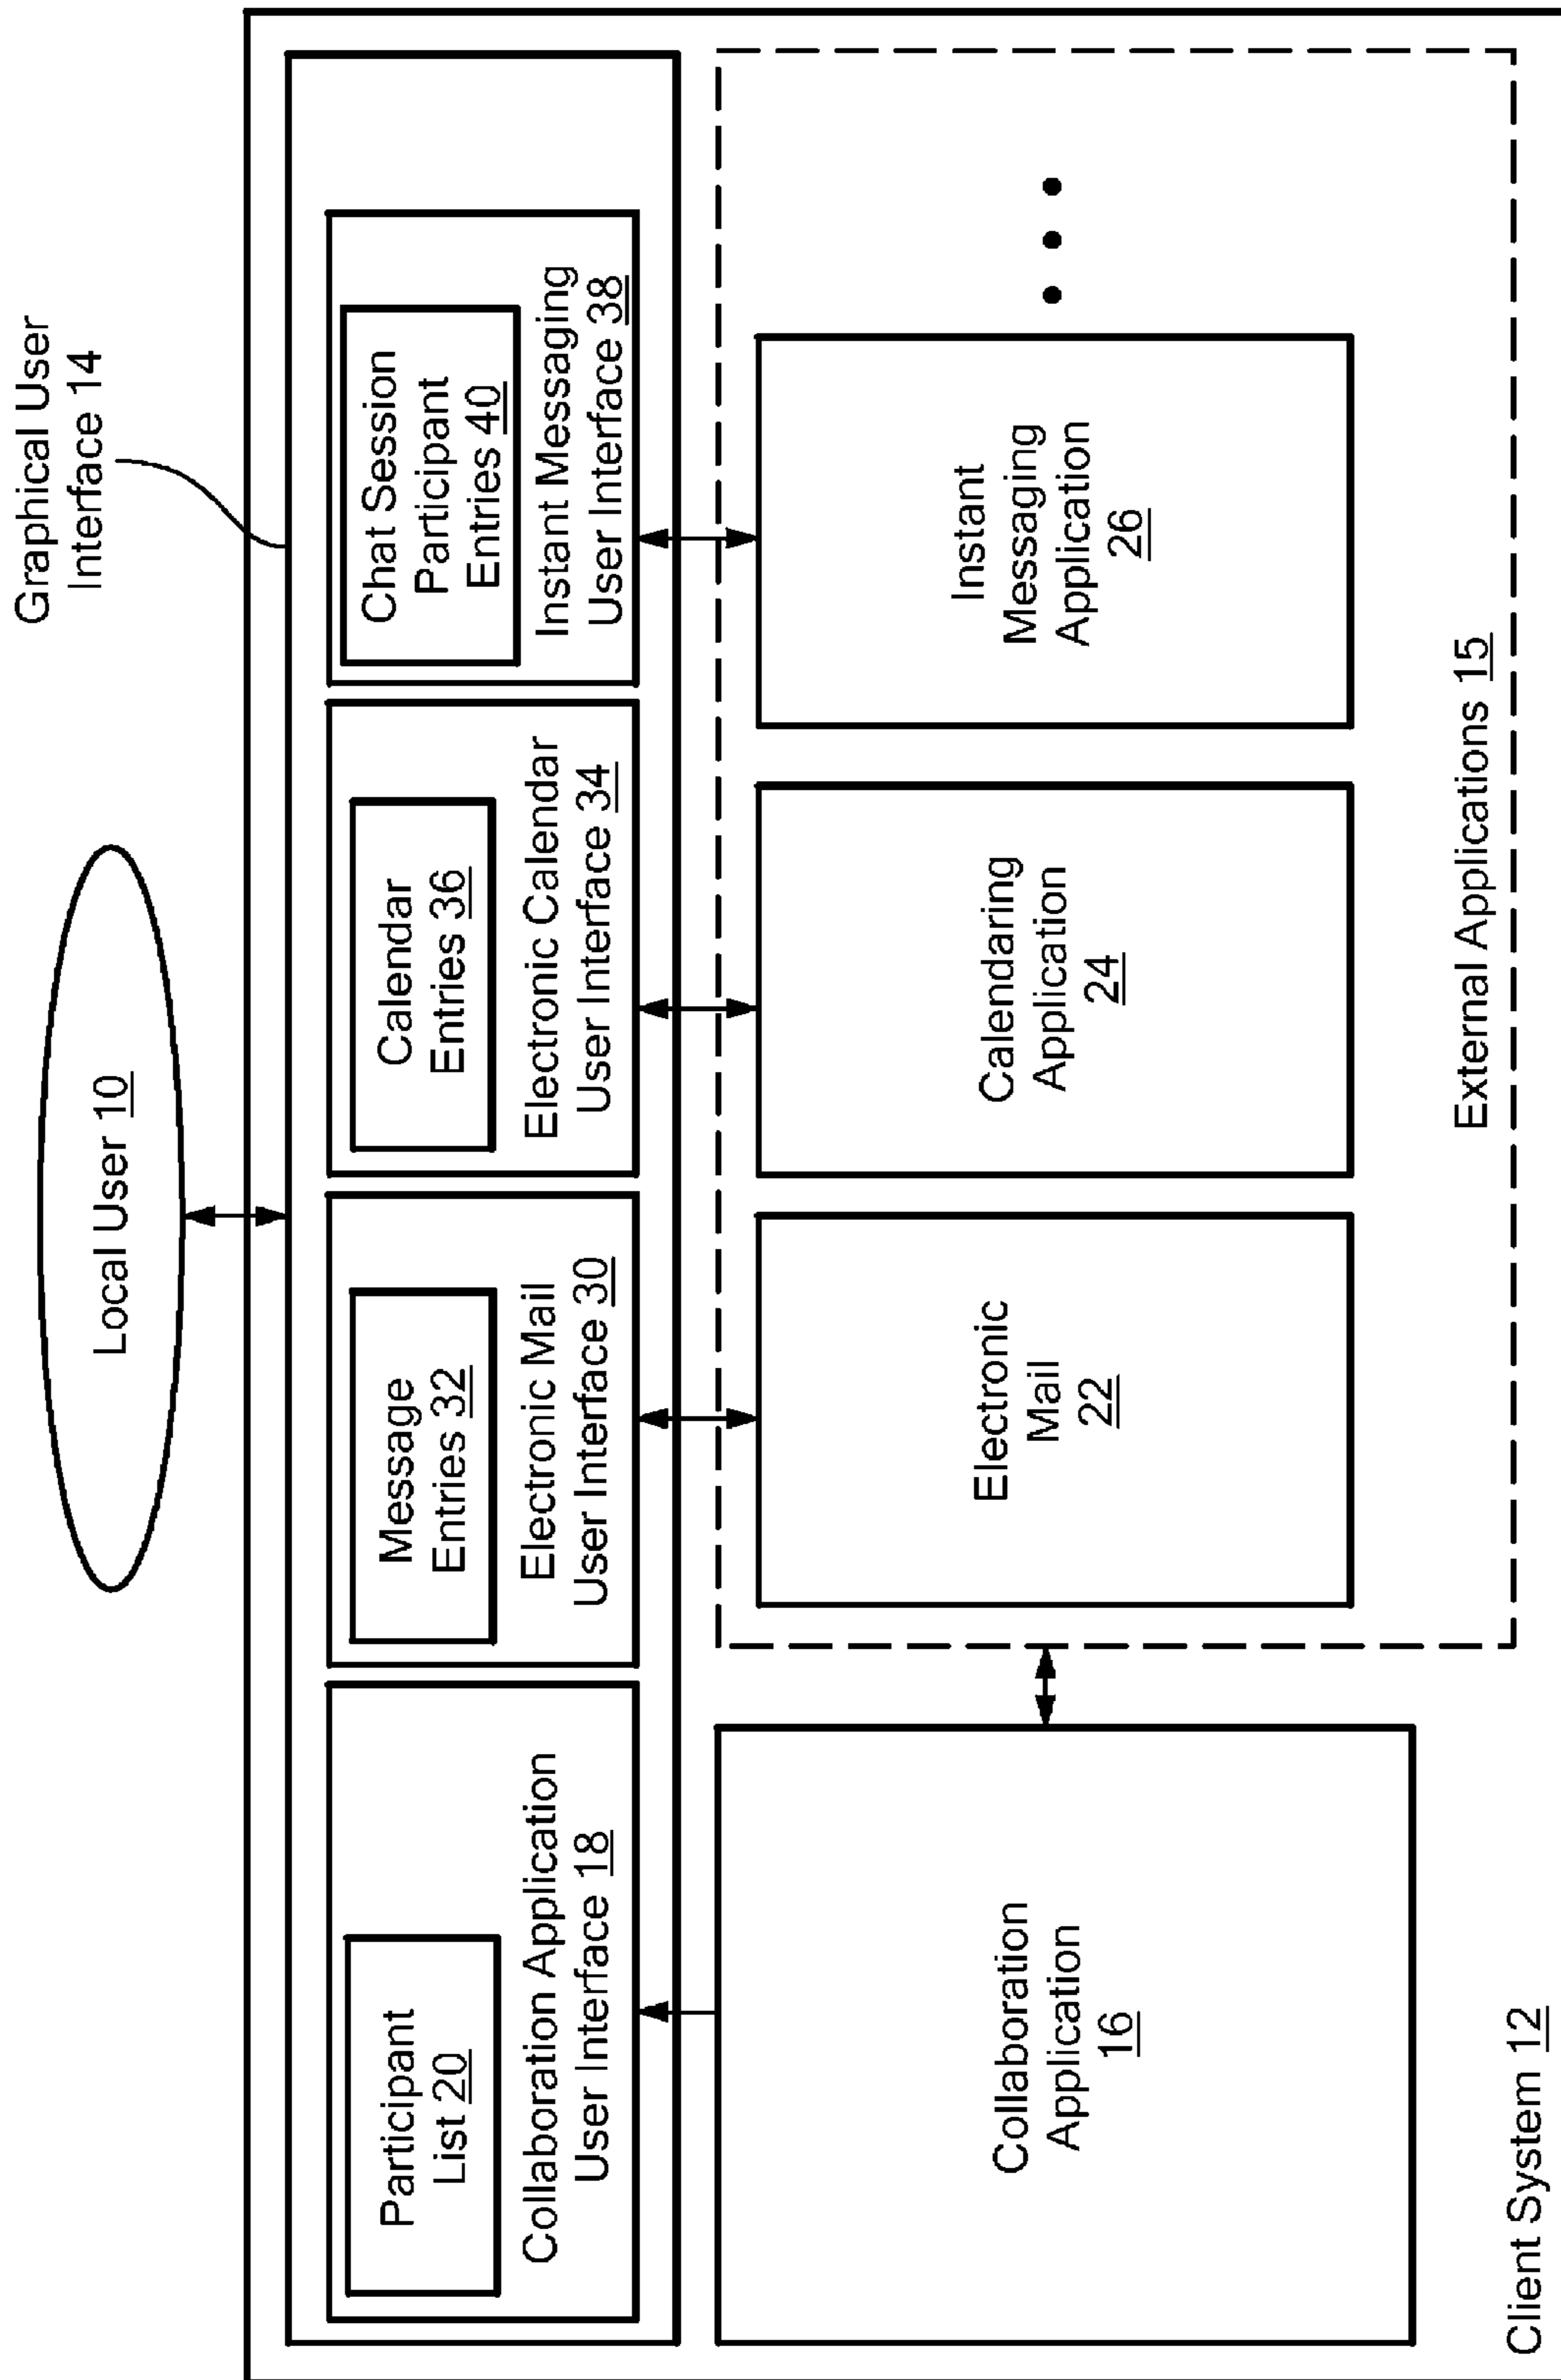 Local User 10
Graphical User
Interface 14
Participant
List 20
Collaboration Application
User Interface 18
Message
Entries 32
Electronic Mail
User Interface 30
Calendar
Entries 36
Electronic Calendar
User Interface 34
Chat Session
Participant
Entries 40
Instant Messaging
User Interface 38
Collaboration
Application
16
Electronic
Mail
22
Calendaring
Application
24
Instant
Messaging
Application
26
External Applications 15
Client System 12